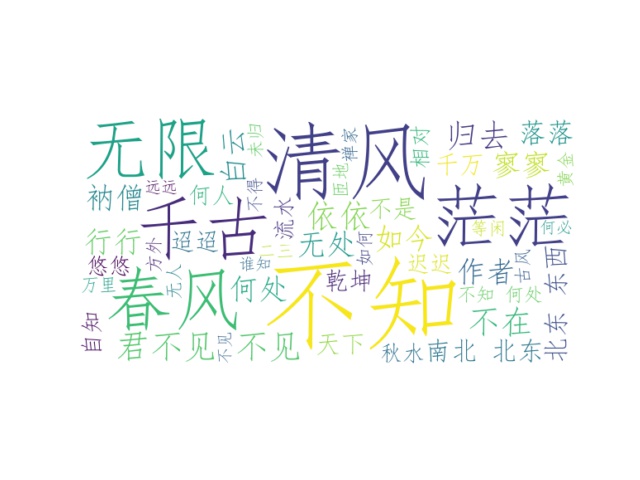 无限
清风
归去
落落
白云
未归
禅家
相对
千万
寥寥
黄金
衲僧
远远
何人
不得
匝地
千古
流水
依依
不是
茫茫
行行
迢迢
二三
无处
如何
如今
等闲
何必
悠悠
方外
谁知
乾坤
迟迟
作者
古风
东西
万里
无人
春风
何处
不知
不知
何处
自知
君不见
不见
不见
天下
秋水
南北
北东
不在
北东